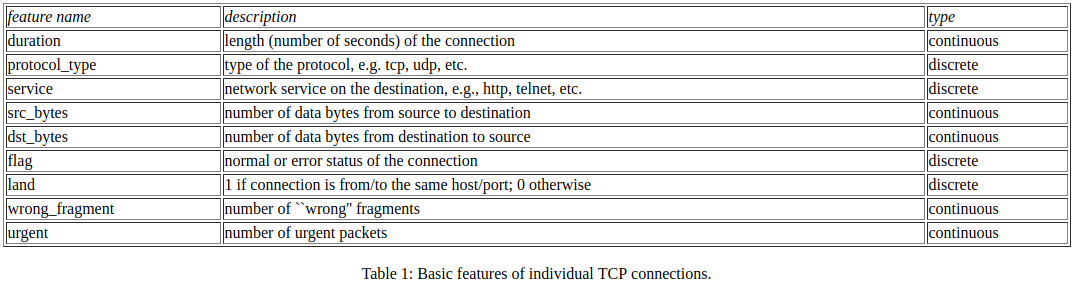 feature name description type
duration length (number of seconds) of the connection continuous
protocol_type type of the protocol, e.g. tcp, udp, etc. discrete
service network service on the destination, e.g., http, telnet, etc. discrete
src_bytes number of data bytes from source to destination continuous
dst_bytes number of data bytes from destination to source continuous
flag normal or error status of the connection discrete
land 1 if connection is from/to the same host/port; 0 otherwise discrete
wrong_fragment number of ``wrong'' fragments continuous
urgent number of urgent packets continuous
Table 1: Basic features of individual TCP connections.